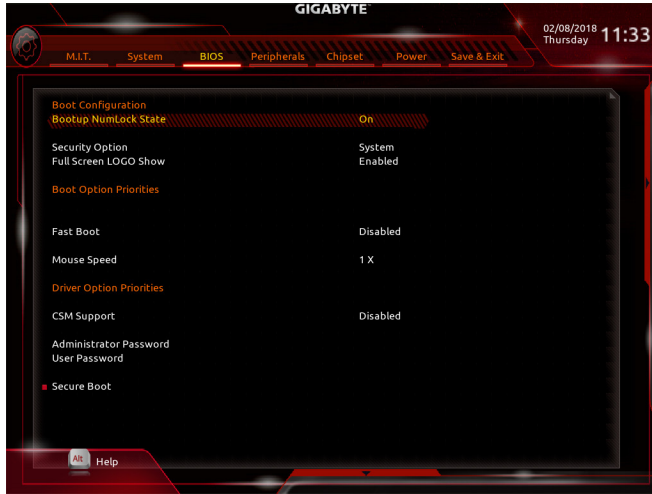 GIGABYTE
02/08/2018 Thursday 11:33
M.I.T. System BIOS Peripherals Chipset Power Save & Exit
Boot Configuration
Bootup NumLock State On
Security Option System
Full Screen LOGO Show Enabled
Boot Option Priorities
Fast Boot Disabled
Mouse Speed 1 X
Driver Option Priorities
CSM Support Disabled
Administrator Password
User Password
Secure Boot
Alt Help